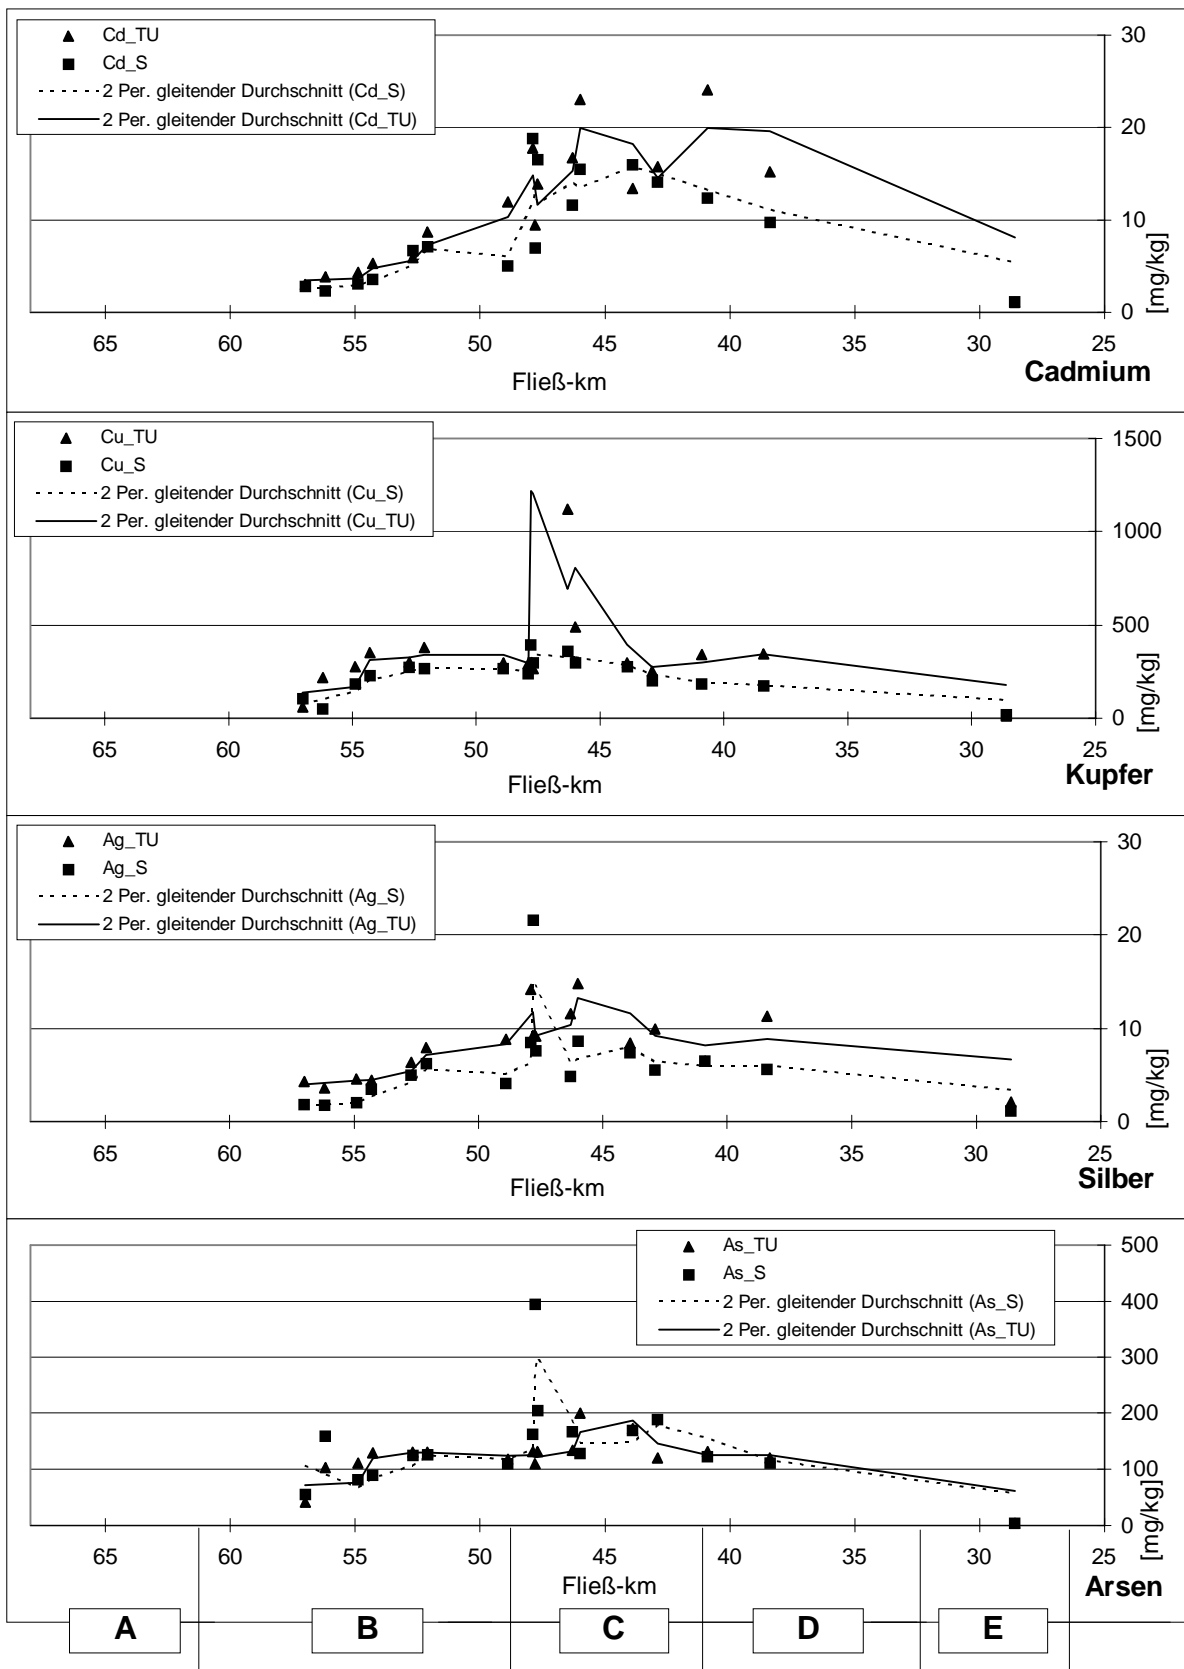 Cd_TU
Cd_S
2 Per. gleitender Durchschnitt (Cd_S)
2 Per. gleitender Durchschnitt (Cd_TU)
30
20
10
0
[mg/kg]
65 60 55 50 45 40 35 30 25
Fließ-km
Cadmium
Cu_TU
Cu_S
2 Per. gleitender Durchschnitt (Cu_S)
2 Per. gleitender Durchschnitt (Cu_TU)
1500
1000
500
0
[mg/kg]
65 60 55 50 45 40 35 30 25
Fließ-km
Kupfer
Ag_TU
Ag_S
2 Per. gleitender Durchschnitt (Ag_S)
2 Per. gleitender Durchschnitt (Ag_TU)
30
20
10
0
[mg/kg]
65 60 55 50 45 40 35 30 25
Fließ-km
Silber
As_TU
As_S
2 Per. gleitender Durchschnitt (As_S)
2 Per. gleitender Durchschnitt (As_TU)
500
400
300
200
100
0
[mg/kg]
65 60 55 50 45 40 35 30 25
Fließ-km
Arsen
A B C D E